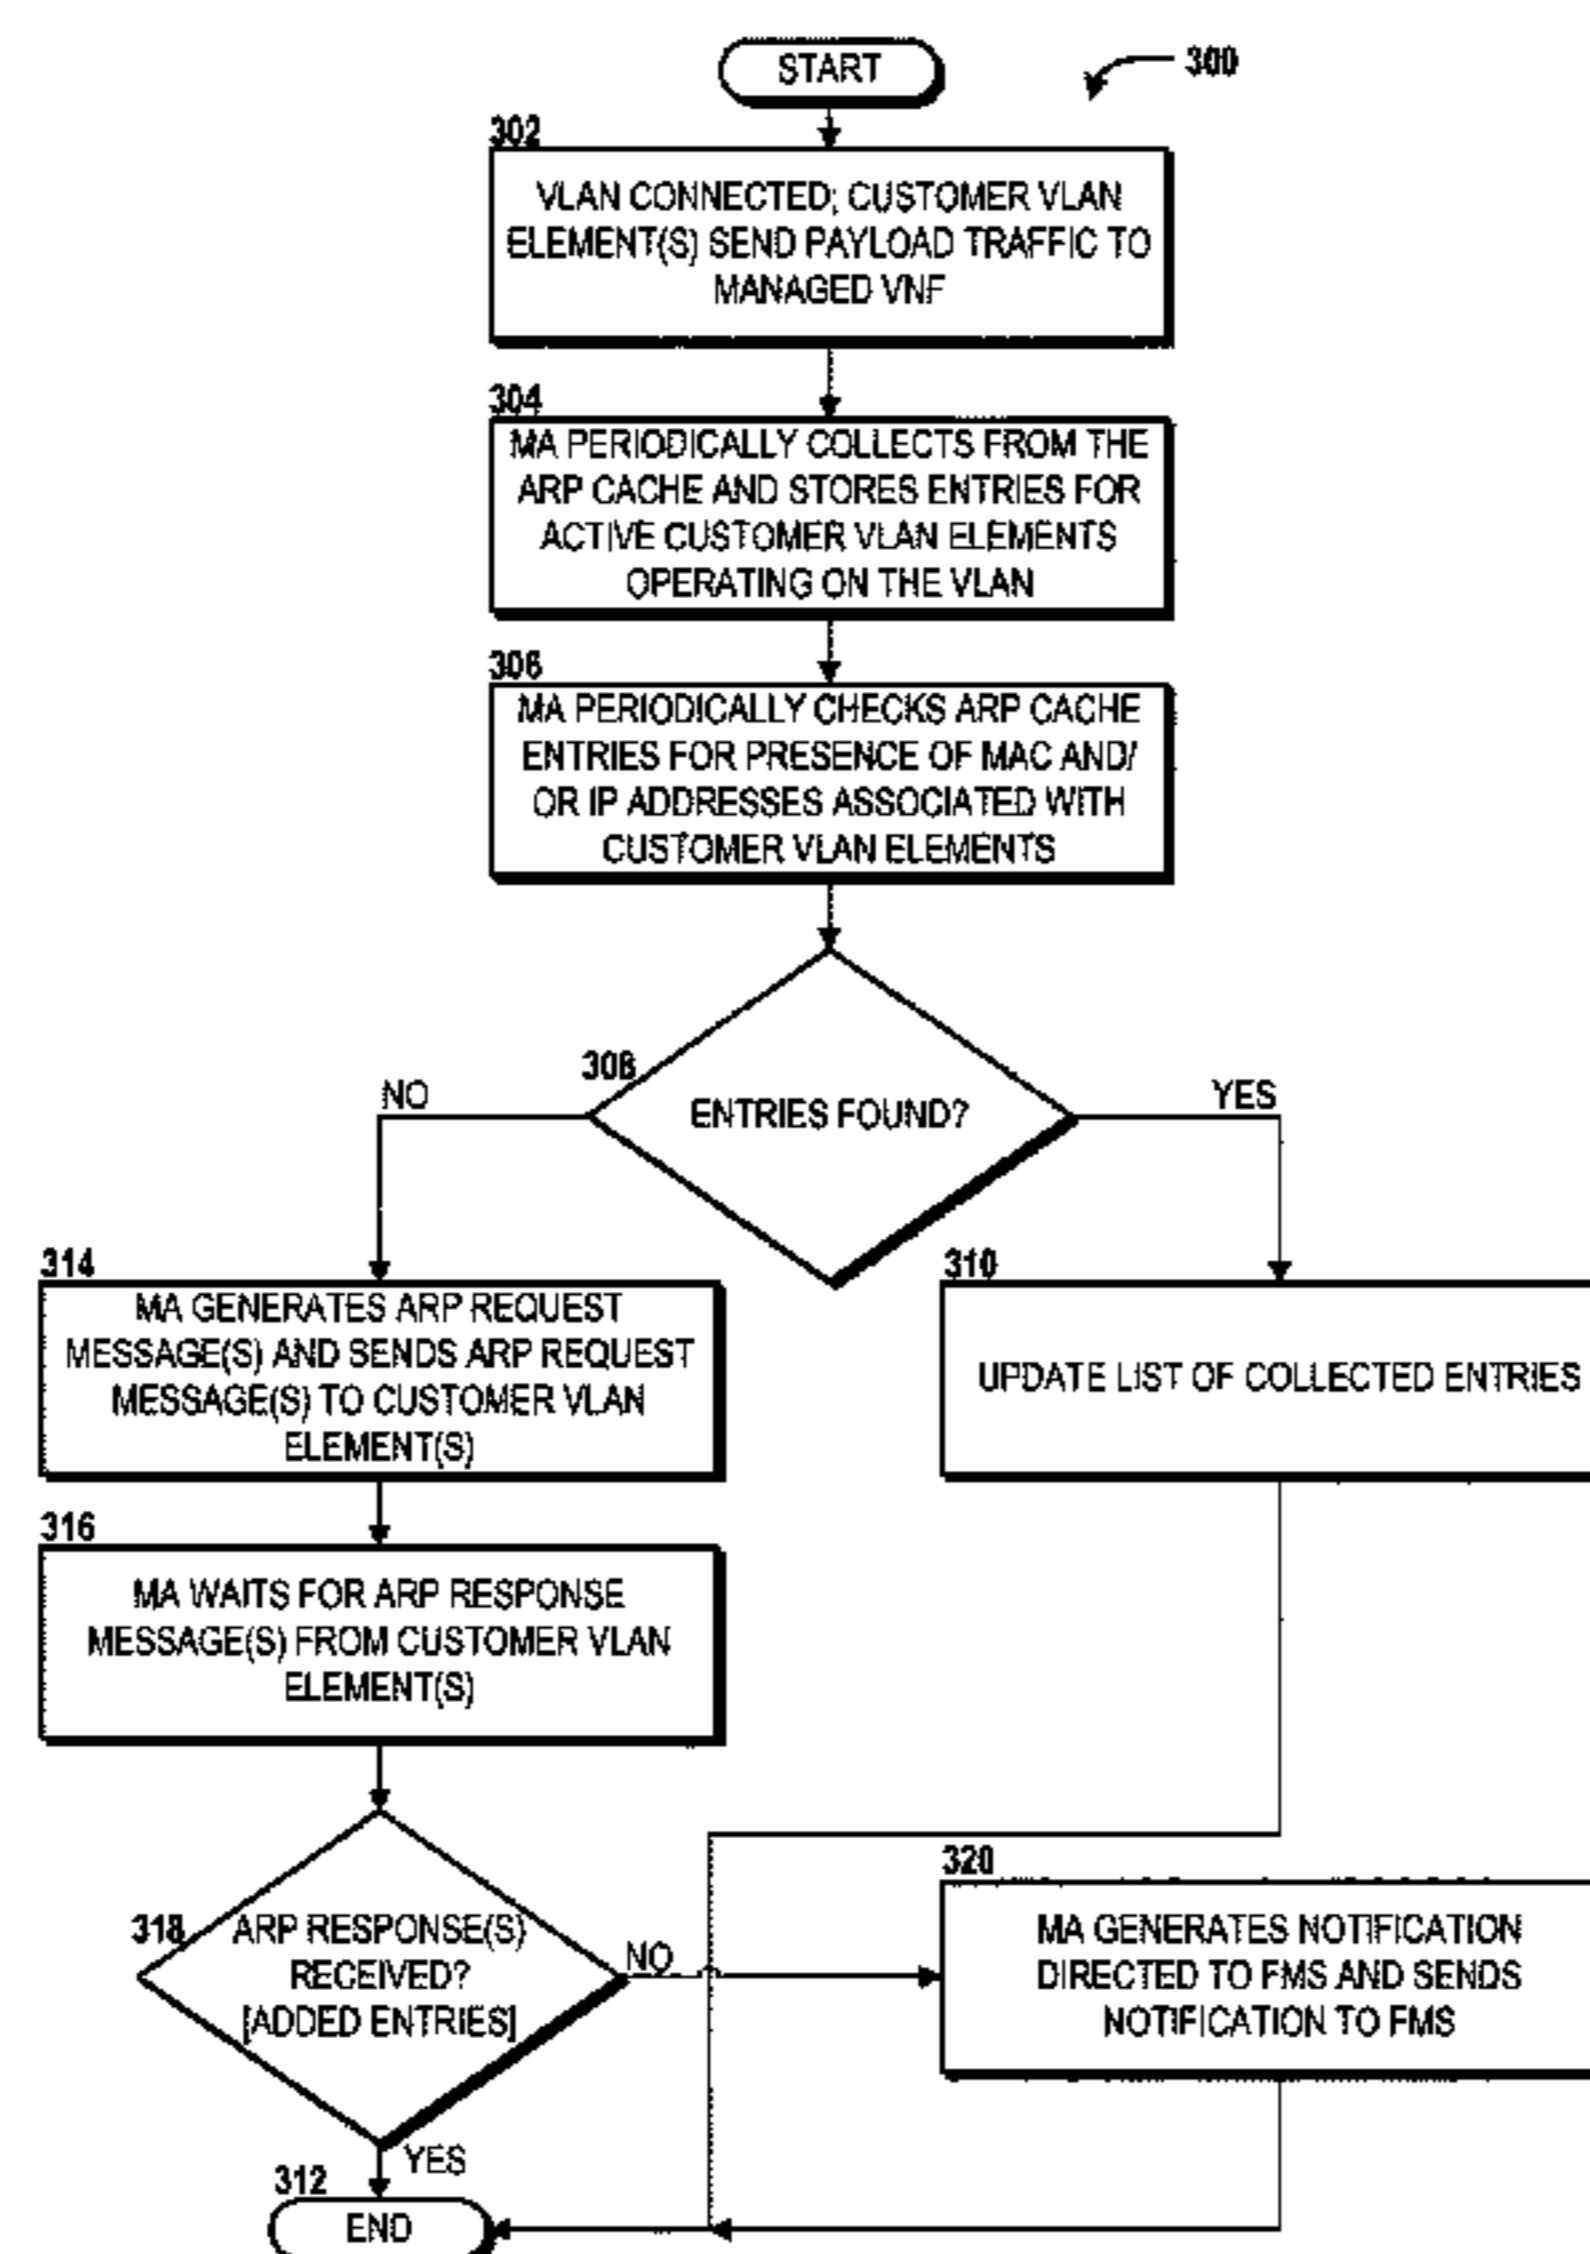 START
300
302
VLAN CONNECTED; CUSTOMER VLAN
ELEMENT(S) SEND PAYLOAD TRAFFIC TO
MANAGED VNF
304
MA PERIODICALLY COLLECTS FROM THE
ARP CACHE AND STORES ENTRIES FOR
ACTIVE CUSTOMER VLAN ELEMENTS
OPERATING ON THE VLAN
306
MA PERIODICALLY CHECKS ARP CACHE
ENTRIES FOR PRESENCE OF MAC AND/
OR IP ADDRESSES ASSOCIATED WITH
CUSTOMER VLAN ELEMENTS
308
ENTRIES FOUND?
NO
YES
314
MA GENERATES ARP REQUEST
MESSAGE(S) AND SENDS ARP REQUEST
MESSAGE(S) TO CUSTOMER VLAN
ELEMENT(S)
310
UPDATE LIST OF COLLECTED ENTRIES
316
MA WAITS FOR ARP RESPONSE
MESSAGE(S) FROM CUSTOMER VLAN
ELEMENT(S)
318
ARP RESPONSE(S)
RECEIVED?
[ADDED ENTRIES]
NO
YES
320
MA GENERATES NOTIFICATION
DIRECTED TO FMS AND SENDS
NOTIFICATION TO FMS
312
END